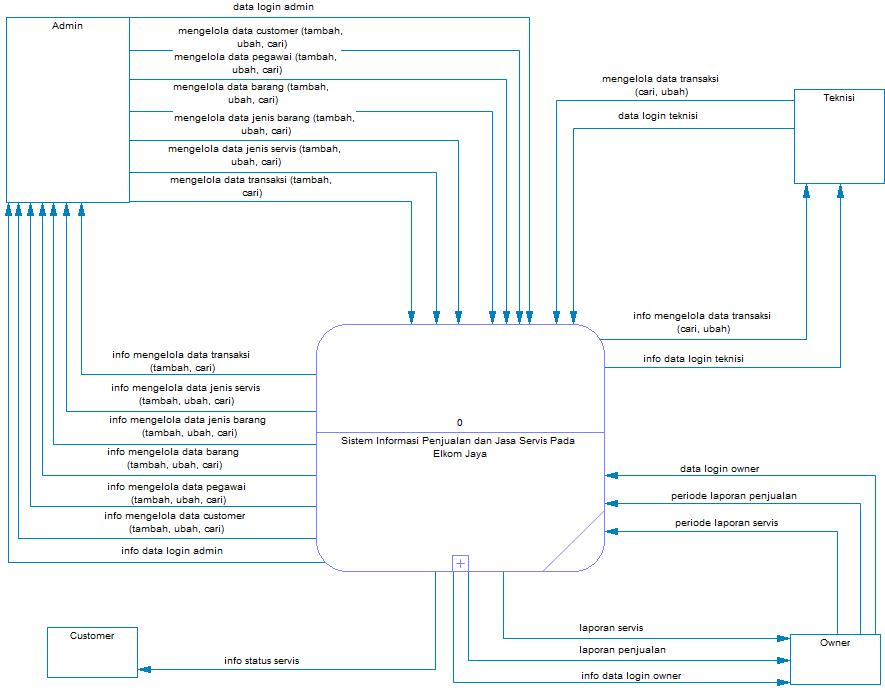 data login admin
Admin
mengelola data customer (tambah,
ubah, cari)
mengelola data pegawai (tambah,
ubah, cari)
mengelola data barang (tambah,
ubah, cari)
mengelola data jenis barang (tambah,
ubah, cari)
mengelola data jenis servis (tambah,
ubah, cari)
mengelola data transaksi (tambah,
cari)
mengelola data transaksi
(cari, ubah)
data login teknisi
Teknisi
info mengelola data transaksi
(cari, ubah)
info data login teknisi
info mengelola data transaksi
(tambah, cari)
info mengelola data jenis servis
(tambah, ubah, cari)
info mengelola data jenis barang
(tambah, ubah, cari)
info mengelola data barang
(tambah, ubah, cari)
info mengelola data pegawai
(tambah, ubah, cari)
info mengelola data customer
(tambah, ubah, cari)
info data login admin
0
Sistem Informasi Penjualan dan Jasa Servis Pada
Elkom Jaya
data login owner
periode laporan penjualan
periode laporan servis
Customer
info status servis
laporan servis
laporan penjualan
info data login owner
Owner